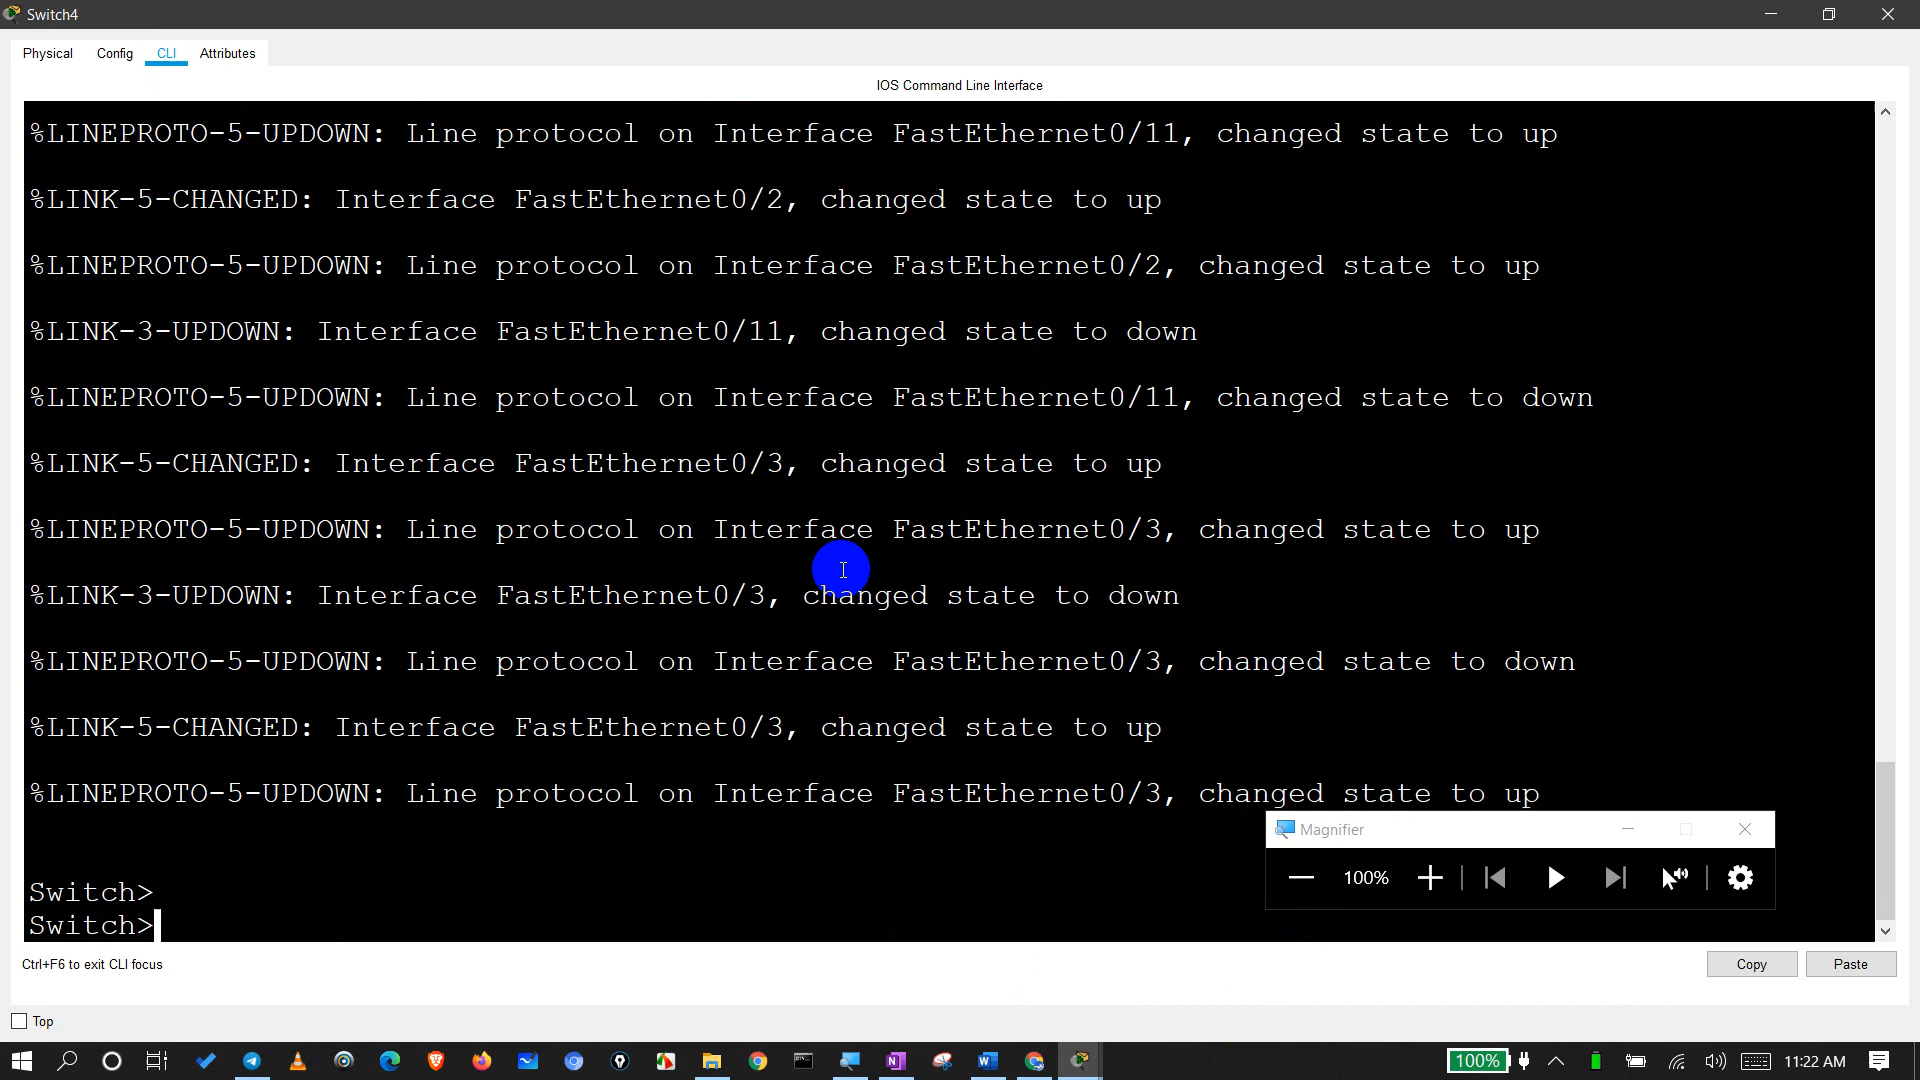 Switch4
Physical Config CLI Attributes
IOS Command Line Interface
%LINEPROTO-5-UPDOWN: Line protocol on Interface FastEthernet0/11, changed state to up
%LINK-5-CHANGED: Interface FastEthernet0/2, changed state to up
%LINEPROTO-5-UPDOWN: Line protocol on Interface FastEthernet0/2, changed state to up
%LINK-3-UPDOWN: Interface FastEthernet0/11, changed state to down
%LINEPROTO-5-UPDOWN: Line protocol on Interface FastEthernet0/11, changed state to down
%LINK-5-CHANGED: Interface FastEthernet0/3, changed state to up
%LINEPROTO-5-UPDOWN: Line protocol on Interface FastEthernet0/3, changed state to up
%LINK-3-UPDOWN: Interface FastEthernet0/3, changed state to down
%LINEPROTO-5-UPDOWN: Line protocol on Interface FastEthernet0/3, changed state to down
%LINK-5-CHANGED: Interface FastEthernet0/3, changed state to up
%LINEPROTO-5-UPDOWN: Line protocol on Interface FastEthernet0/3, changed state to up
Magnifier
100%
Switch>
Switch>
Ctrl+F6 to exit CLI focus
Copy Paste
Top
100% 11:22 AM